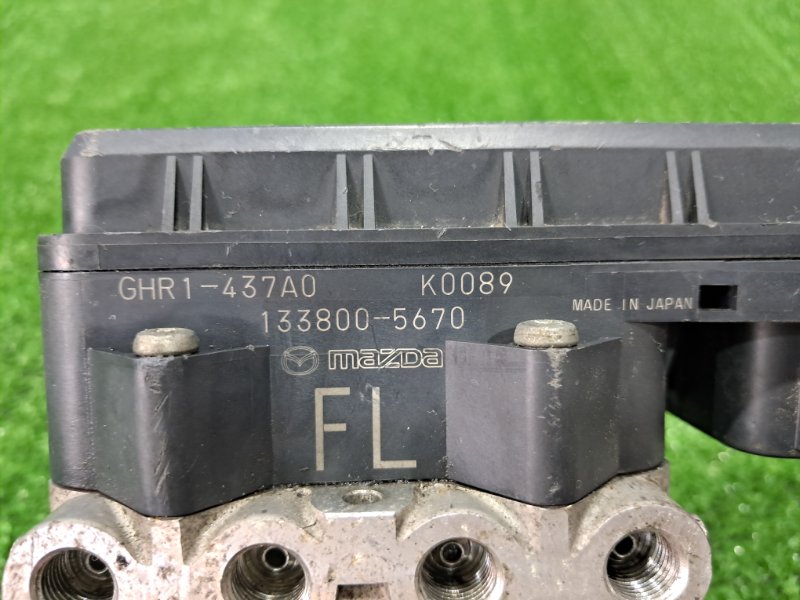 GHR1-437A0 K0089
MADE IN JAPAN
133800-5670
mazda
FL